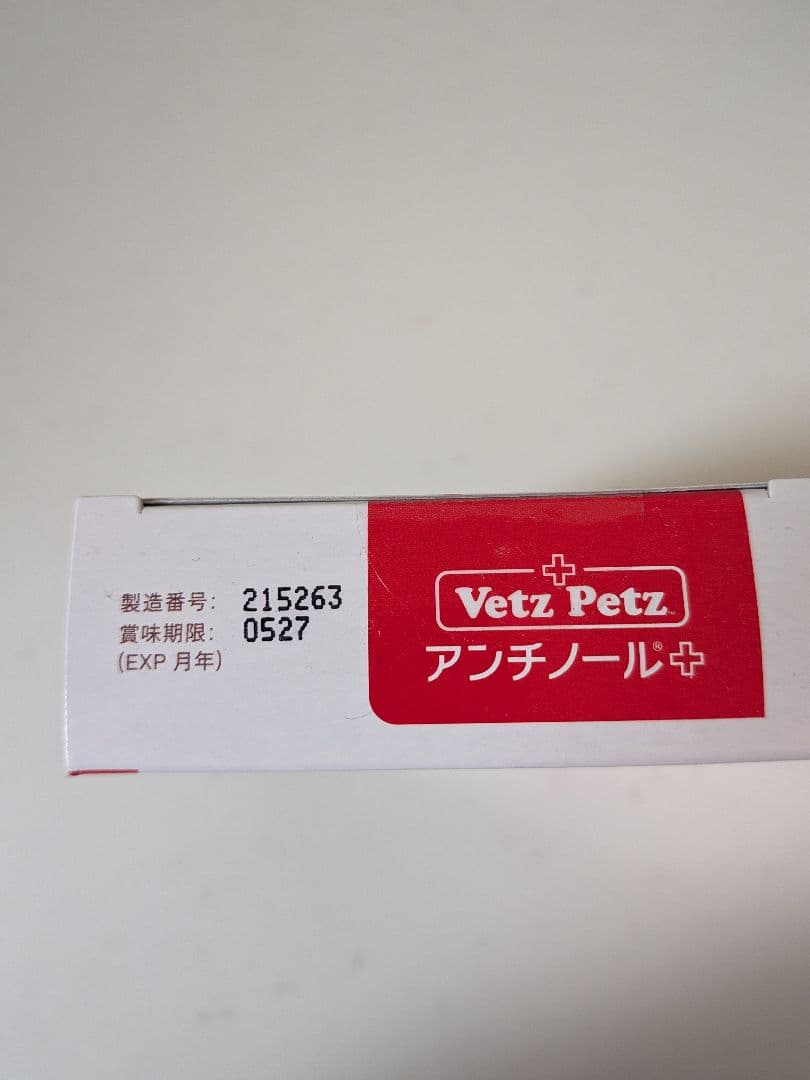 製造番号: 215263
賞味期限: 0527
(EXP 月年)
Vetz Petz™
アンチノール®